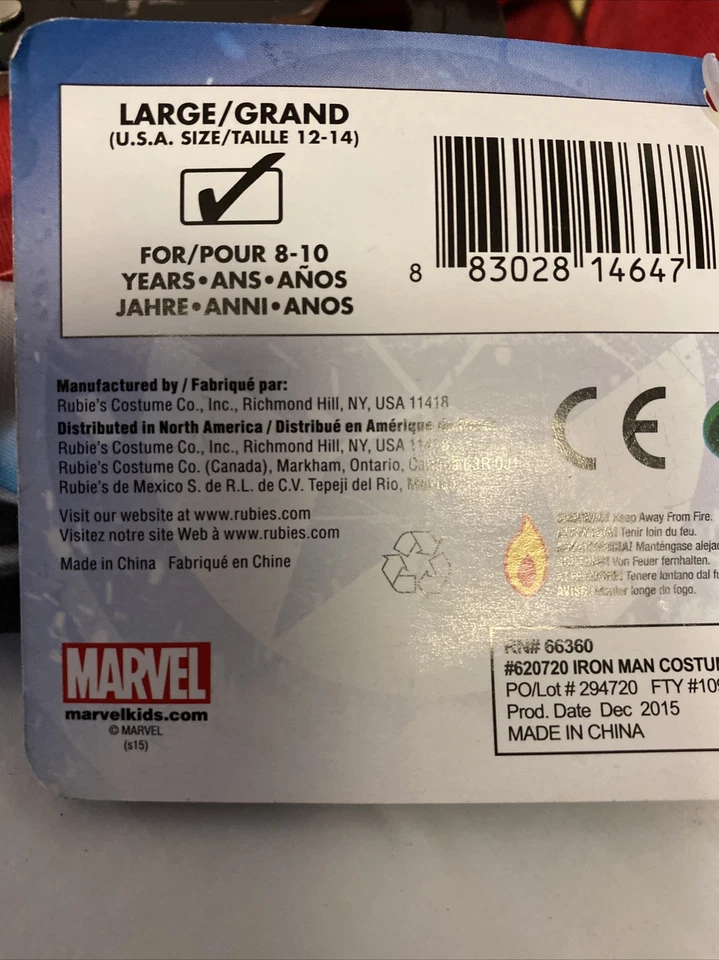 LARGE/GRAND
(U.S.A. SIZE/TAILLE 12-14)
FOR/POUR 8-10
YEARS•ANS•AÑOS
JAHRE•ANNI•ANOS
8 83028 14647
Manufactured by / Fabriqué par:
Rubie's Costume Co., Inc., Richmond Hill, NY, USA 11418
Distributed in North America / Distribué en Amérique
Rubie's Costume Co., Inc., Richmond Hill, NY, USA
Rubie's Costume Co. (Canada), Markham, Ontario,
Rubie's de Mexico S. de R.L. de C.V. Tepeji del Rio,
Visit our website at www.rubies.com
Visitez notre site Web à www.rubies.com
Made in China Fabriqué en Chine
CE
Keep Away From Fire.
Tenir loin du feu.
Manténgase aleja
Von Feuer fernhalten.
Tenere lontano dal fu
Manter longe do fogo.
MARVEL
marvelkids.com
© MARVEL
(s15)
RN# 66360
#620720 IRON MAN COSTU
PO/Lot # 294720 FTY #109
Prod. Date Dec 2015
MADE IN CHINA